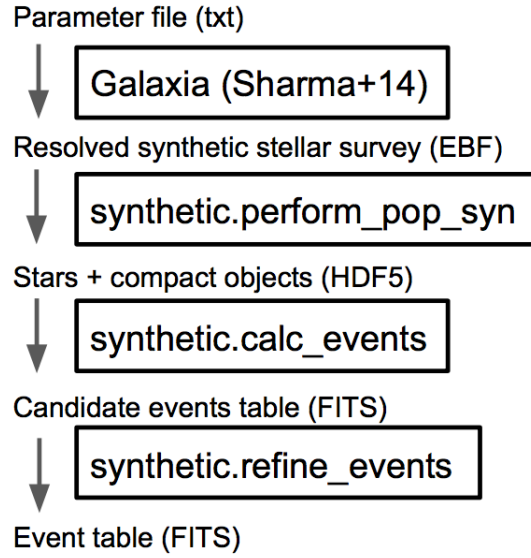 Parameter file (txt)
Galaxia (Sharma+14)
Resolved synthetic stellar survey (EBF)
synthetic.perform_pop_syn
Stars + compact objects (HDF5)
synthetic.calc_events
Candidate events table (FITS)
synthetic.refine_events
Event table (FITS)